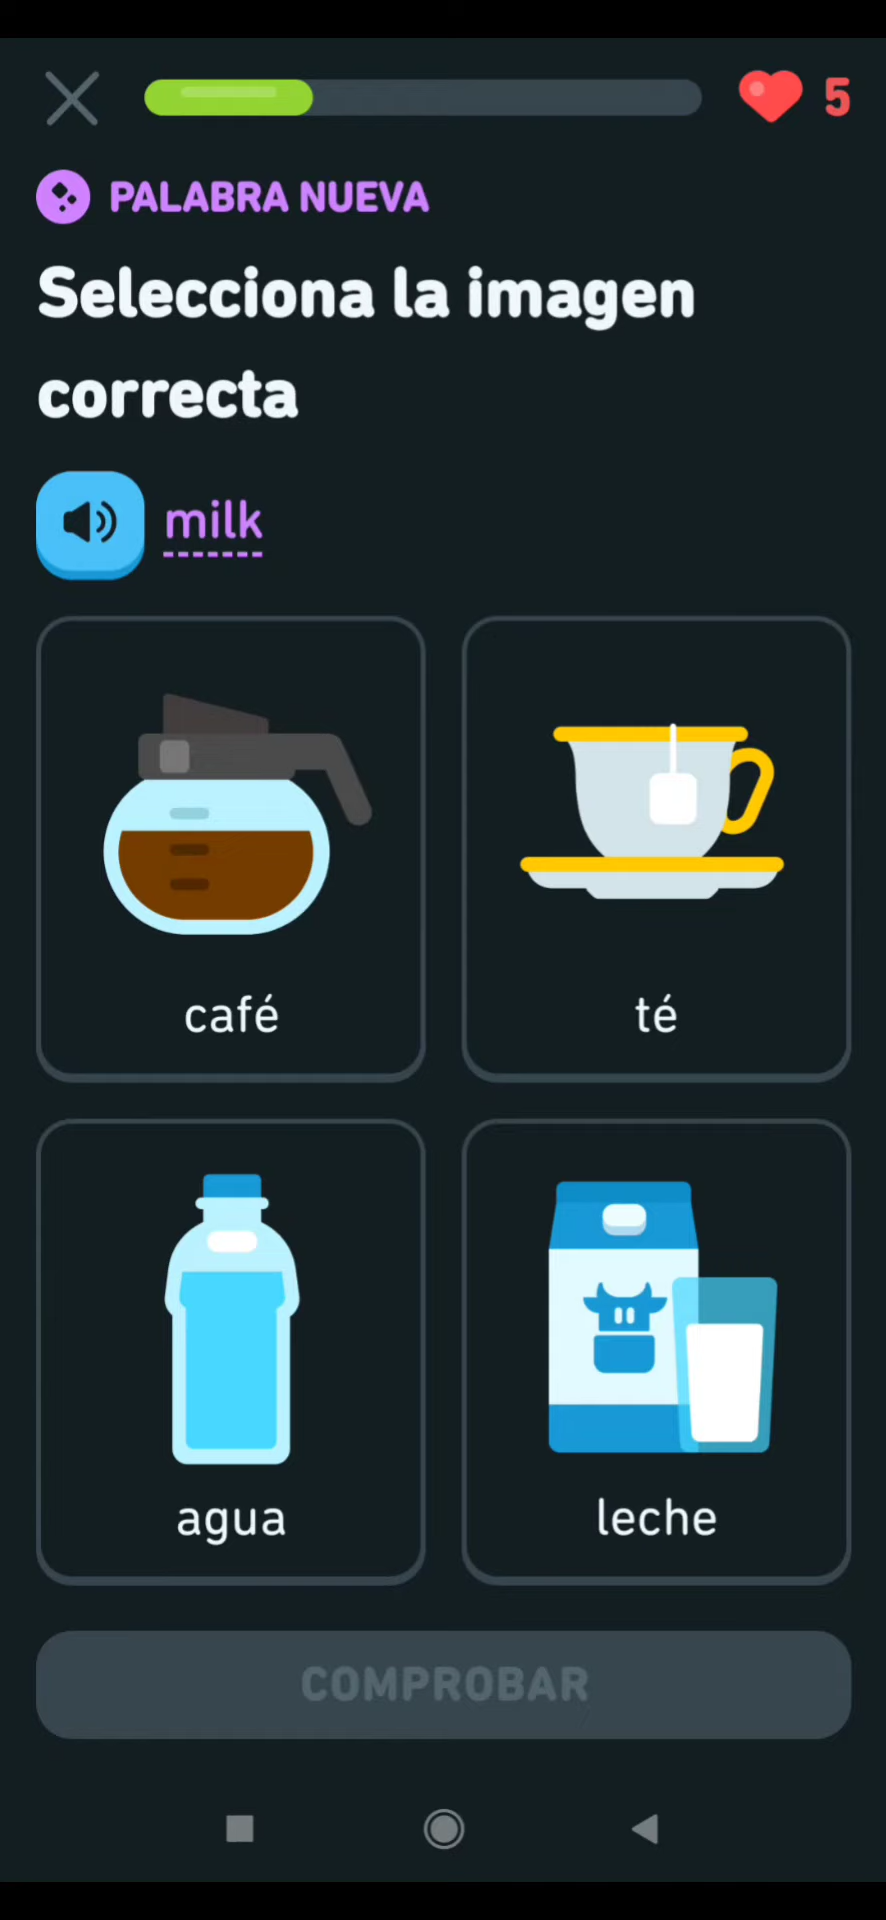 5
PALABRA NUEVA
Selecciona la imagen
correcta
milk
café
té
agua
leche
COMPROBAR